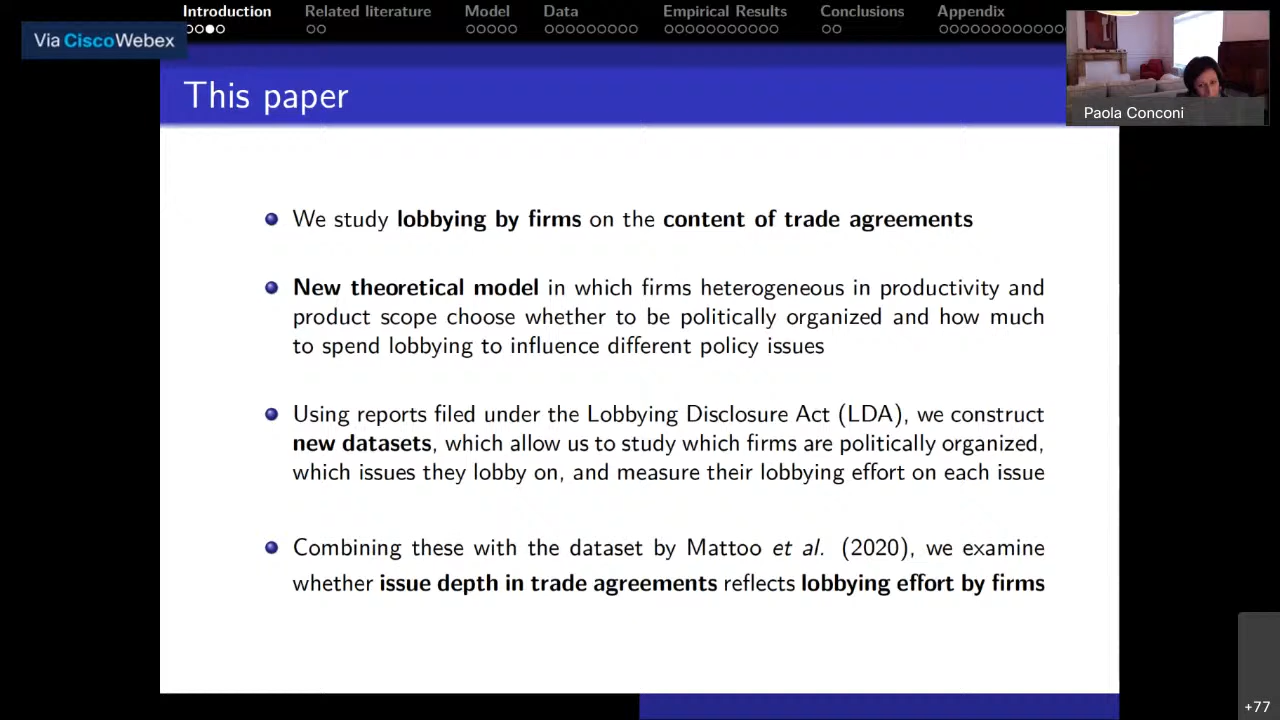 Introduction Related literature Model Data Empirical Results Conclusions Appendix
Via Cisco Webex
This paper
Paola Conconi
We study lobbying by firms on the content of trade agreements
New theoretical model in which firms heterogeneous in productivity and
product scope choose whether to be politically organized and how much
to spend lobbying to influence different policy issues
Using reports filed under the Lobbying Disclosure Act (LDA), we construct
new datasets, which allow us to study which firms are politically organized,
which issues they lobby on, and measure their lobbying effort on each issue
Combining these with the dataset by Mattoo et al. (2020), we examine
whether issue depth in trade agreements reflects lobbying effort by firms
+77